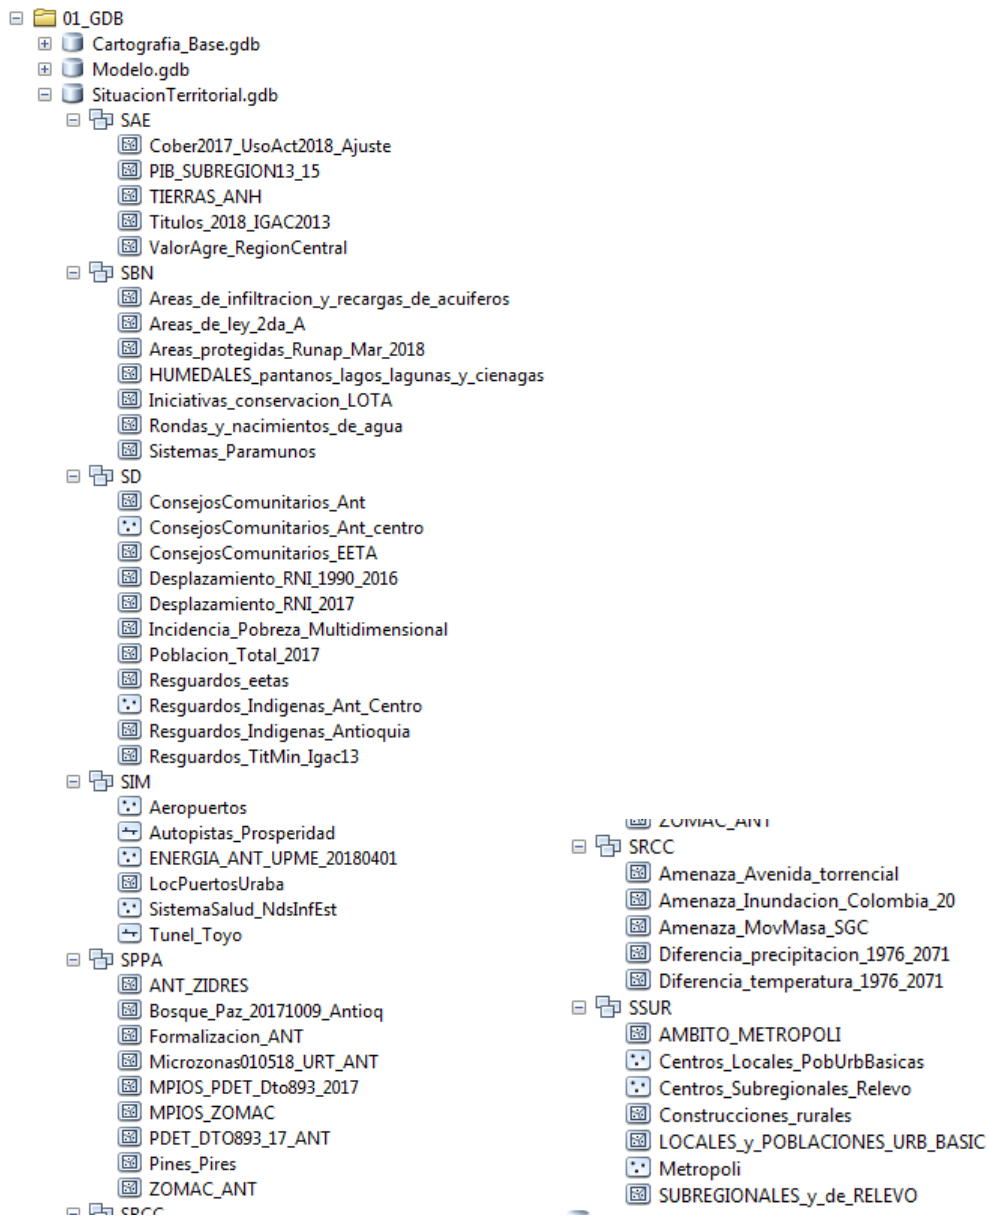 01_GDB
Cartografia_Base.gdb
Modelo.gdb
SituacionTerritorial.gdb
SAE
Cober2017_UsoAct2018_Ajuste
PIB_SUBREGION13_15
TIERRAS_ANH
Titulos_2018_IGAC2013
ValorAgre_RegionCentral
SBN
Areas_de_infiltracion_y_recargas_de_acuiferos
Areas_de_ley_2da_A
Areas_protegidas_Runap_Mar_2018
HUMEDALES_pantanos_lagos_lagunas_y_cienagas
Iniciativas_conservacion_LOTA
Rondas_y_nacimientos_de_agua
Sistemas_Paramunos
SD
ConsejosComunitarios_Ant
ConsejosComunitarios_Ant_centro
ConsejosComunitarios_EETA
Desplazamiento_RNI_1990_2016
Desplazamiento_RNI_2017
Incidencia_Pobreza_Multidimensional
Poblacion_Total_2017
Resguardos_eetas
Resguardos_Indigenas_Ant_Centro
Resguardos_Indigenas_Antioquia
Resguardos_TitMin_Igac13
SIM
Aeropuertos
Autopistas_Prosperidad
ENERGIA_ANT_UPME_20180401
LocPuertosUraba
SistemaSalud_NdsInfEst
Tunel_Toyo
SPPA
ANT_ZIDRES
Bosque_Paz_20171009_Antioq
Formalizacion_ANT
Microzonas010518_URT_ANT
MPIOS_PDET_Dto893_2017
MPIOS_ZOMAC
PDET_DTO893_17_ANT
Pines_Pires
ZOMAC_ANT
SRCC
ZOMAC_ANT
SRCC
Amenaza_Avenida_torrencial
Amenaza_Inundacion_Colombia_20
Amenaza_MovMasa_SGC
Diferencia_precipitacion_1976_2071
Diferencia_temperatura_1976_2071
SSUR
AMBITO_METROPOLI
Centros_Locales_PobUrbBasicas
Centros_Subregionales_Relevo
Construcciones_rurales
LOCALES_y_POBLACIONES_URB_BASIC
Metropoli
SUBREGIONALES_y_de_RELEVO